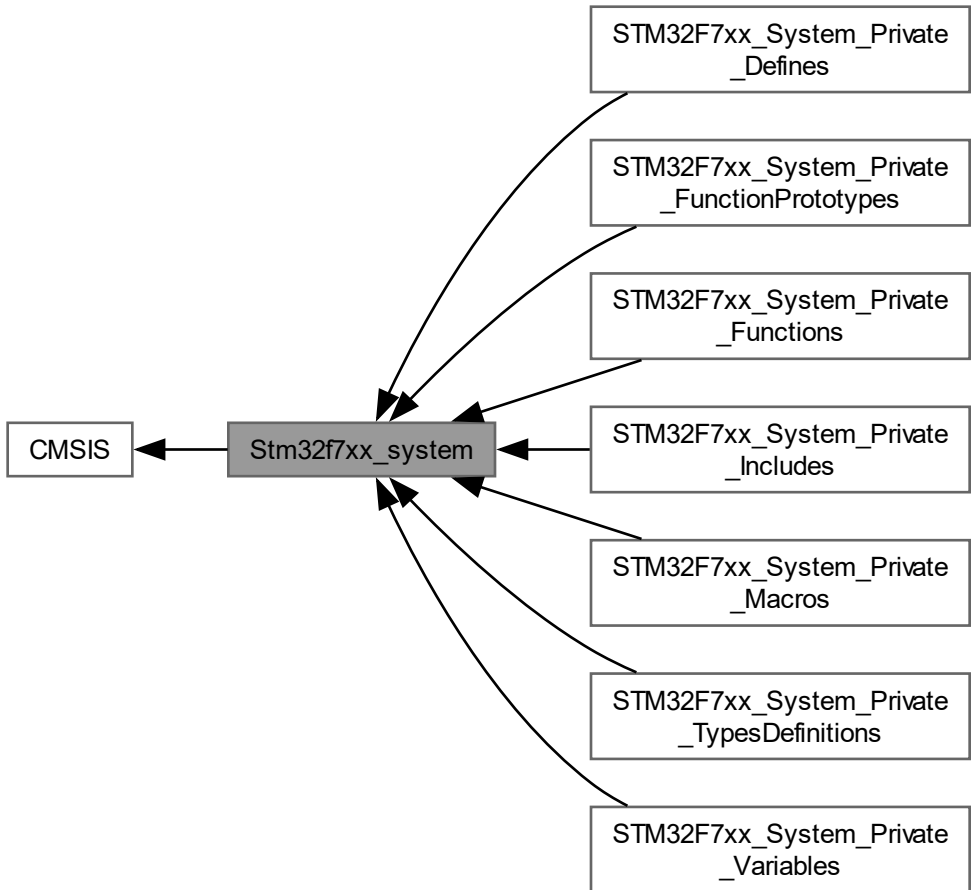 STM32F7xx_System_Private
_Defines
STM32F7xx_System_Private
_FunctionPrototypes
STM32F7xx_System_Private
_Functions
CMSIS
Stm32f7xx_system
STM32F7xx_System_Private
_Includes
STM32F7xx_System_Private
_Macros
STM32F7xx_System_Private
_TypesDefinitions
STM32F7xx_System_Private
_Variables